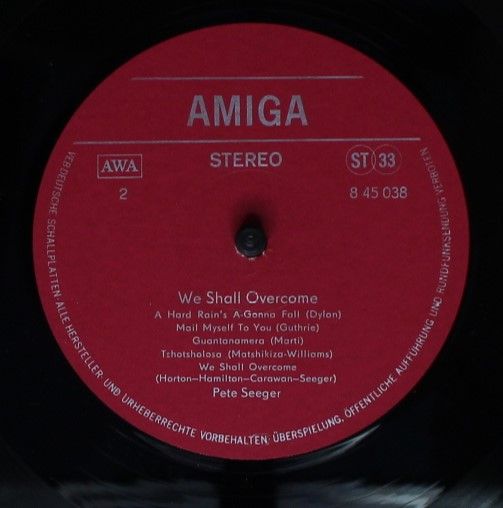 AMIGA
AWA
STEREO
ST 33
2
8 45 038
We Shall Overcome
A Hard Rain's A-Gonna Fall (Dylon)
Mail Myself To You (Guthrie)
Guantanamera (Marti)
Tshotsholosa (Matshikiza-Williams)
We Shall Overcome
(Horton-Hamilton-Carawan-Seeger)
Pete Seeger
VEB DEUTSCHE SCHALLPLATTEN·ALLE HERSTELLER- UND URHEBERRECHTE VORBEHALTEN·ÜBERSPIELUNG, ÖFFENTLICHE AUFFÜHRUNG UND RUNDFUNKSENDUNG VERBOTEN